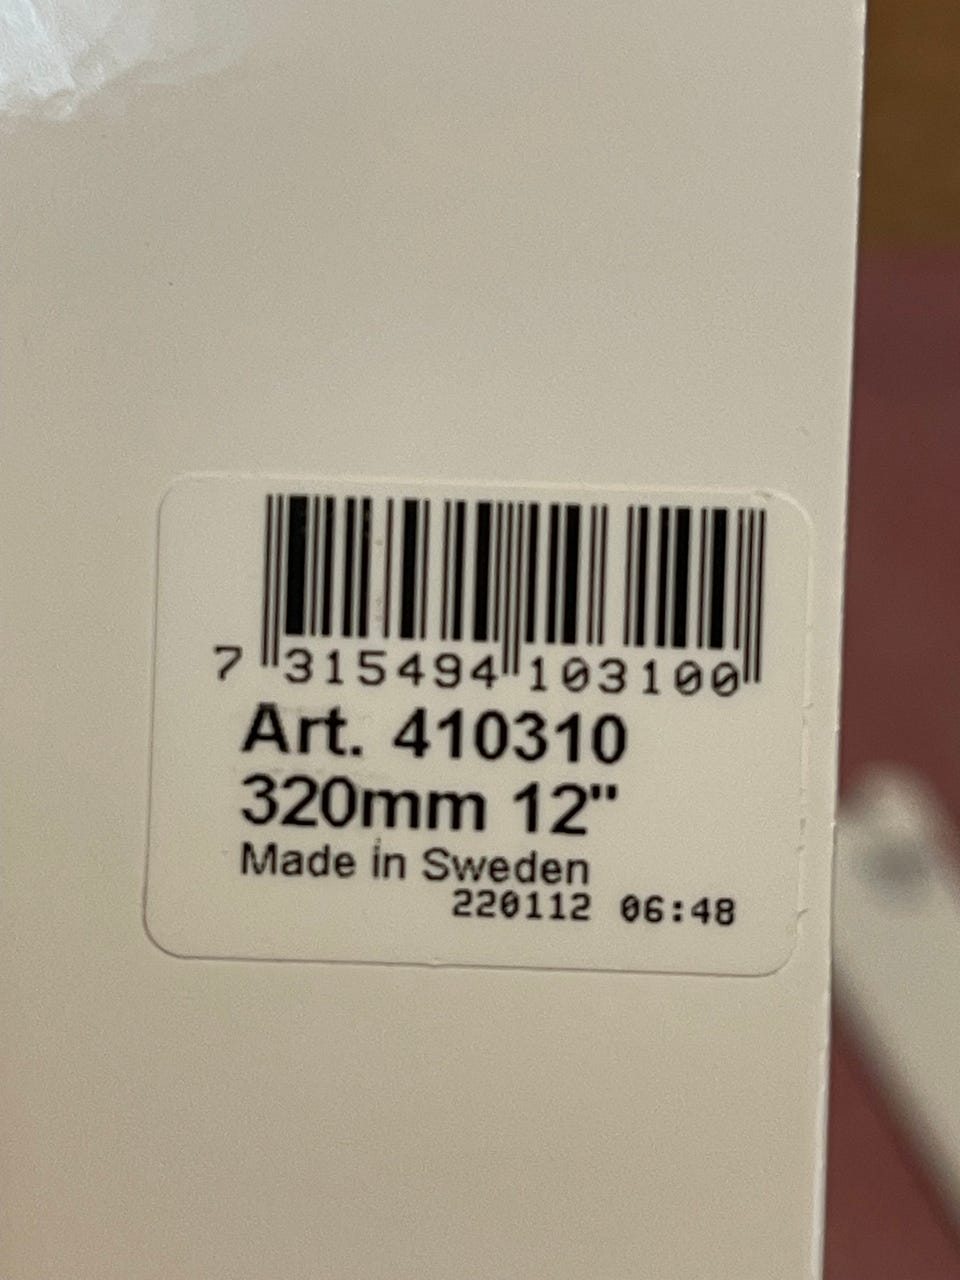 7 315494 103100
Art. 410310
320mm 12"
Made in Sweden
220112 06:48